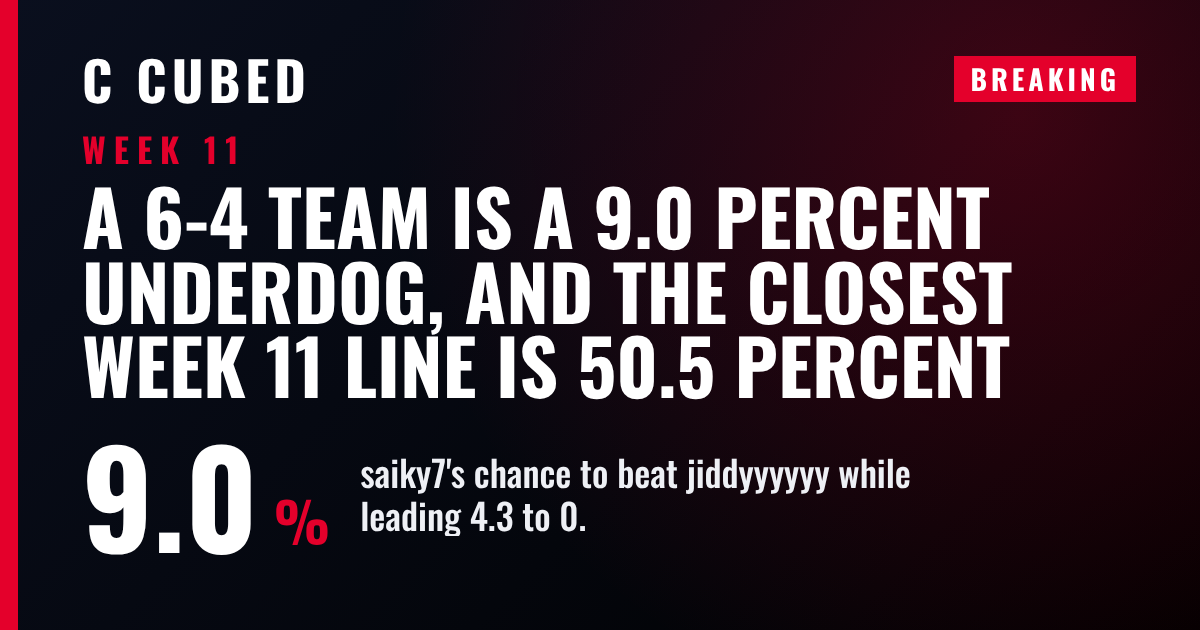 C CUBED
BREAKING
WEEK 11
A 6-4 TEAM IS A 9.0 PERCENT
UNDERDOG, AND THE CLOSEST
WEEK 11 LINE IS 50.5 PERCENT
9.0 %
saiky7's chance to beat jiddyyyyyy while
leading 4.3 to 0.